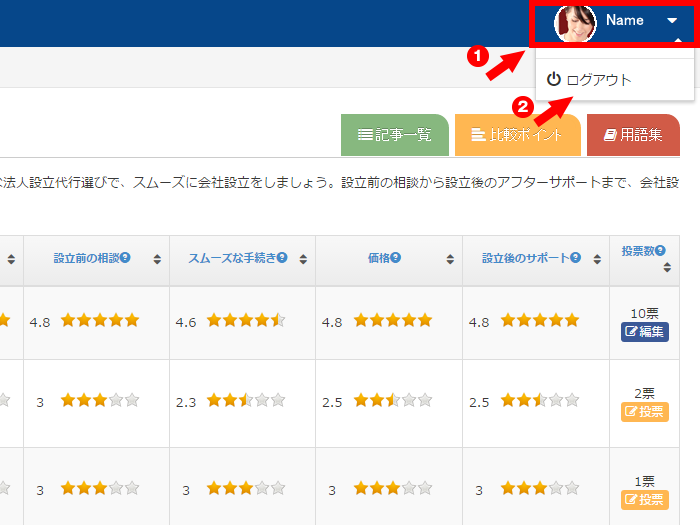 Name
1
ログアウト
2
記事一覧
比較ポイント
用語集
法人設立代行選びで、スムーズに会社設立をしましょう。設立前の相談から設立後のアフターサポートまで、会社設
設立前の相談
スムーズな手続き
価格
設立後のサポート
投票数
4.8
4.6
4.8
4.8
10票
編集
3
2.3
2.5
2.5
2票
投票
3
3
3
3
1票
投票